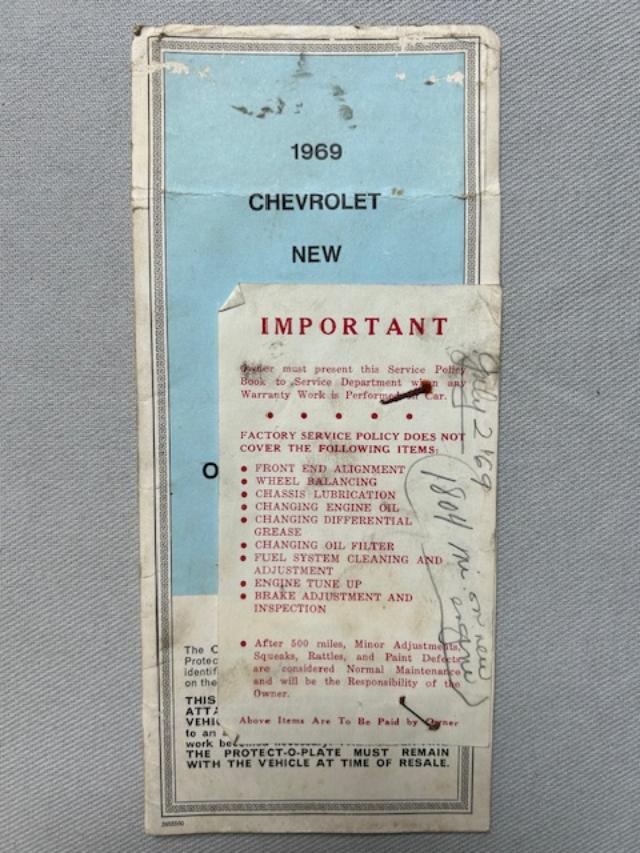 1969
CHEVROLET
NEW
O
IMPORTANT
Owner must present this Service Policy
Book to Service Department when any
Warranty Work is Performed on Car.
• • • • •
FACTORY SERVICE POLICY DOES NOT
COVER THE FOLLOWING ITEMS:
• FRONT END ALIGNMENT
• WHEEL BALANCING
• CHASSIS LUBRICATION
• CHANGING ENGINE OIL
• CHANGING DIFFERENTIAL
GREASE
• CHANGING OIL FILTER
• FUEL SYSTEM CLEANING AND
ADJUSTMENT
• ENGINE TUNE UP
• BRAKE ADJUSTMENT AND
INSPECTION
• After 500 miles, Minor Adjustments,
Squeaks, Rattles, and Paint Defects
are considered Normal Maintenance
and will be the Responsibility of the
Owner.
Above Items Are To Be Paid by Owner
July 2 '69
1804 mi on new
engine
The C
Protec
identif
on the
THIS
ATTA
VEHIC
to an
work becomes necessary.
THE PROTECT-O-PLATE MUST REMAIN
WITH THE VEHICLE AT TIME OF RESALE.